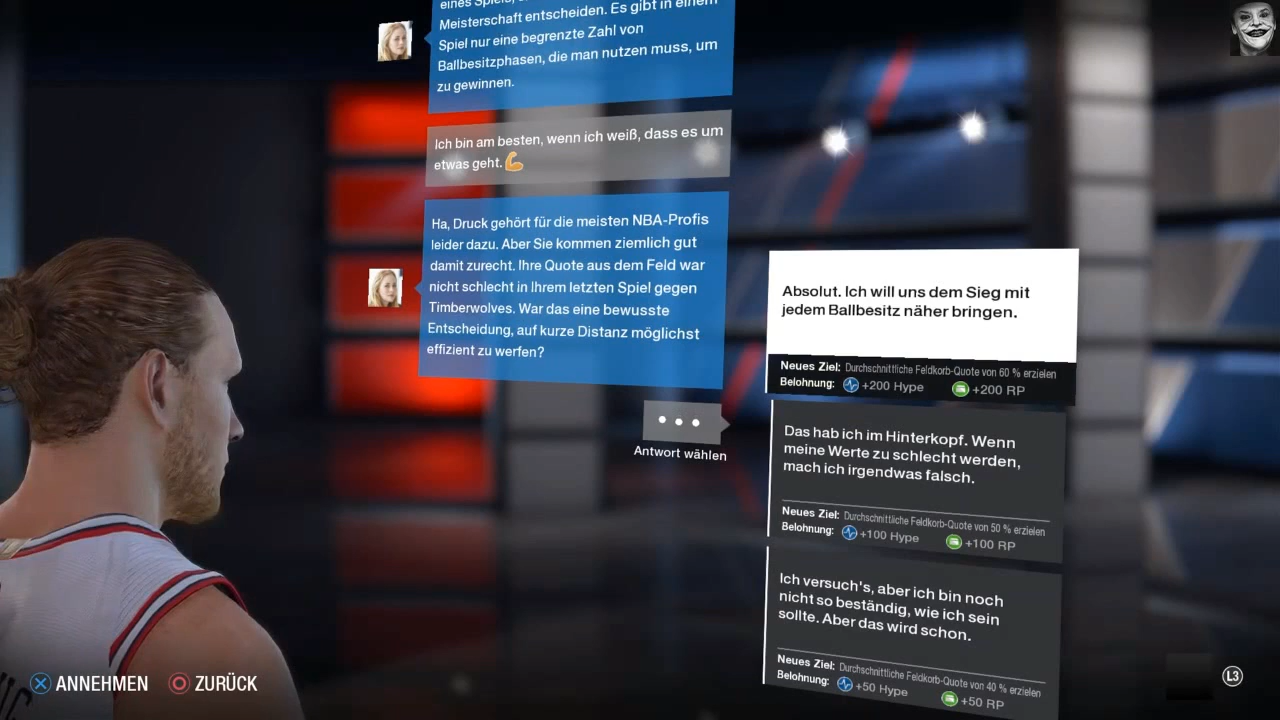 eines Spiels,
Meisterschaft entscheiden. Es gibt in einem
Spiel nur eine begrenzte Zahl von
Ballbesitzphasen, die man nutzen muss, um
zu gewinnen.
Ich bin am besten, wenn ich weiß, dass es um
etwas geht.💪
Ha, Druck gehört für die meisten NBA-Profis
leider dazu. Aber Sie kommen ziemlich gut
damit zurecht. Ihre Quote aus dem Feld war
nicht schlecht in Ihrem letzten Spiel gegen
Timberwolves. War das eine bewusste
Entscheidung, auf kurze Distanz möglichst
effizient zu werfen?
Antwort wählen
Absolut. Ich will uns dem Sieg mit
jedem Ballbesitz näher bringen.
Neues Ziel: Durchschnittliche Feldkorb-Quote von 60 % erzielen
Belohnung: +200 Hype +200 RP
Das hab ich im Hinterkopf. Wenn
meine Werte zu schlecht werden,
mach ich irgendwas falsch.
Neues Ziel: Durchschnittliche Feldkorb-Quote von 50 % erzielen
Belohnung: +100 Hype +100 RP
Ich versuch's, aber ich bin noch
nicht so beständig, wie ich sein
sollte. Aber das wird schon.
Neues Ziel: Durchschnittliche Feldkorb-Quote von 40 % erzielen
Belohnung: +50 Hype +50 RP
ANNEHMEN ZURÜCK
L3